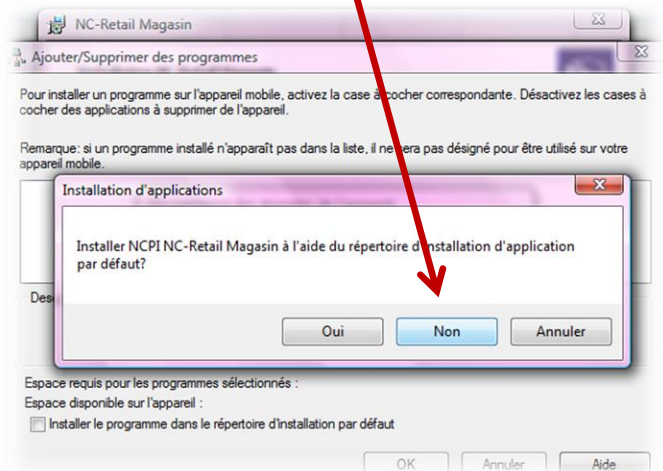 NC-Retail Magasin
Ajouter/Supprimer des programmes
Pour installer un programme sur l'appareil mobile, activez la case à cocher correspondante. Désactivez les cases à
cocher des applications à supprimer de l'appareil.
Remarque: si un programme installé n'apparaît pas dans la liste, il ne sera pas désigné pour être utilisé sur votre
appareil mobile.
Installation d'applications
Installer NCPI NC-Retail Magasin à l'aide du répertoire d'installation d'application
par défaut?
Des
Oui Non Annuler
Espace requis pour les programmes sélectionnés :
Espace disponible sur l'appareil :
Installer le programme dans le répertoire d'installation par défaut
OK Annuler Aide